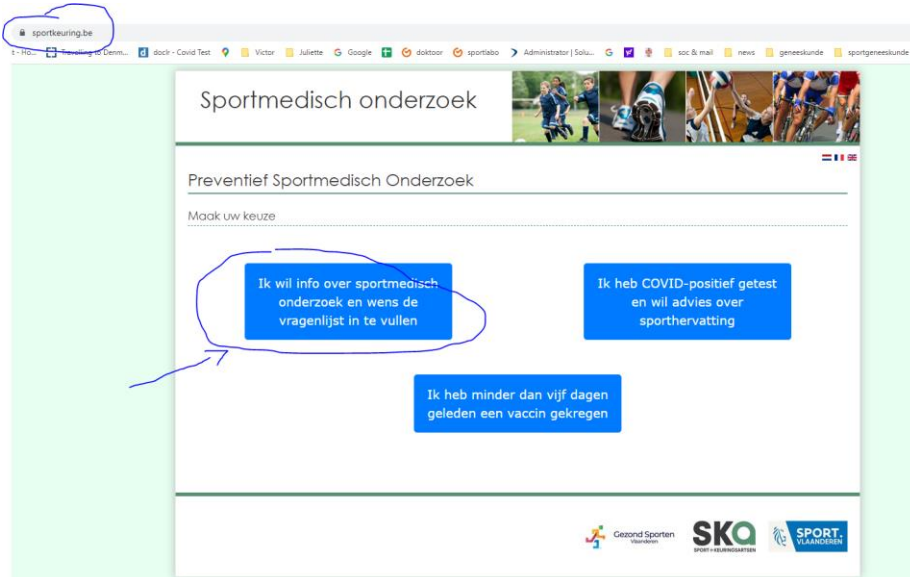 sportkeuring.be
t - Ho... Travelling to Denm... doclr - Covid Test Victor Juliette Google doktoor sportlabo Administrator | Solu... soc & mail news geneeskunde sportgeneeskunde
Sportmedisch onderzoek
Preventief Sportmedisch Onderzoek
Maak uw keuze
Ik wil info over sportmedisch
onderzoek en wens de
vragenlijst in te vullen
Ik heb COVID-positief getest
en wil advies over
sporthervatting
Ik heb minder dan vijf dagen
geleden een vaccin gekregen
Gezond Sporten
Vlaanderen
SKA
SPORT- & KEURINGSARTSEN
SPORT.
VLAANDEREN